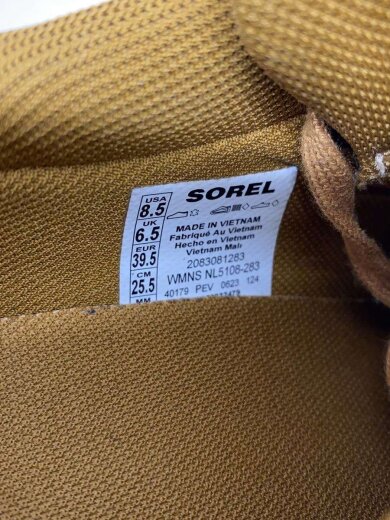 USA
8.5
UK
6.5
EUR
39.5
CM
25.5
MM
SOREL
MADE IN VIETNAM
Fabriqué Au Vietnam
Hecho en Vietnam
Vietnam Malı
2083081283
WMNS NL5108-283
40179 PEV 0623 124